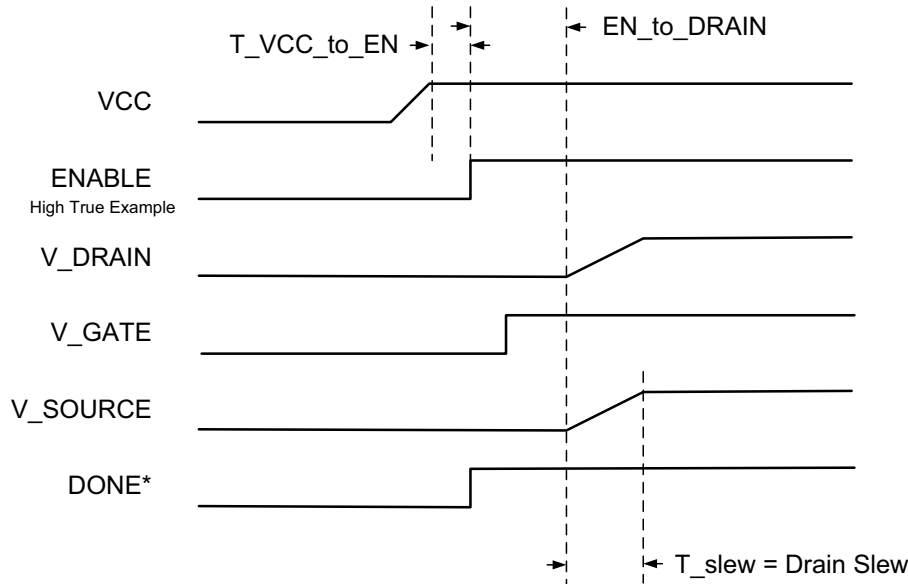 EN_to_DRAIN
T_VCC_to_EN
VCC
ENABLE
High True Example
V_DRAIN
V_GATE
V_SOURCE
DONE*
T_slew = Drain Slew